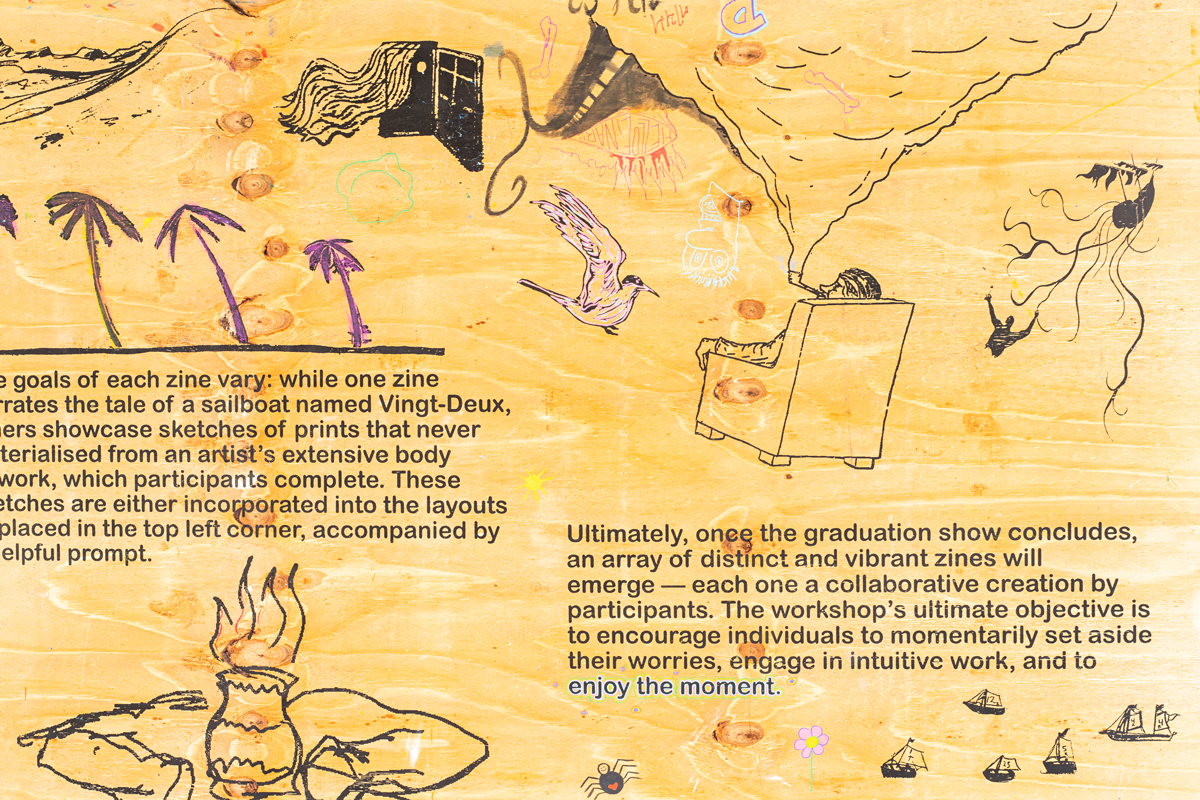 e goals of each zine vary: while one zine
rrates the tale of a sailboat named Vingt-Deux,
ers showcase sketches of prints that never
terialised from an artist's extensive body
work, which participants complete. These
etches are either incorporated into the layouts
placed in the top left corner, accompanied by
elpful prompt.
Ultimately, once the graduation show concludes,
an array of distinct and vibrant zines will
emerge — each one a collaborative creation by
participants. The workshop's ultimate objective is
to encourage individuals to momentarily set aside
their worries, engage in intuitive work, and to
enjoy the moment.